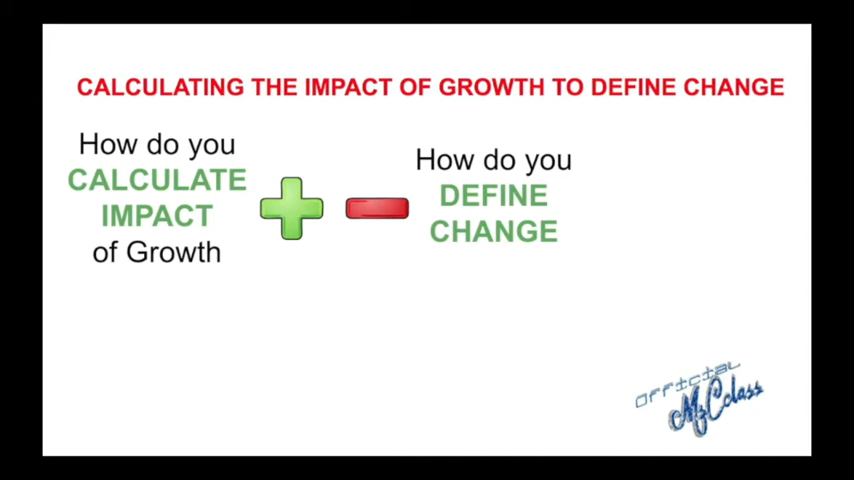 CALCULATING THE IMPACT OF GROWTH TO DEFINE CHANGE
How do you
CALCULATE
IMPACT
of Growth
How do you
DEFINE
CHANGE
official
MzCclass